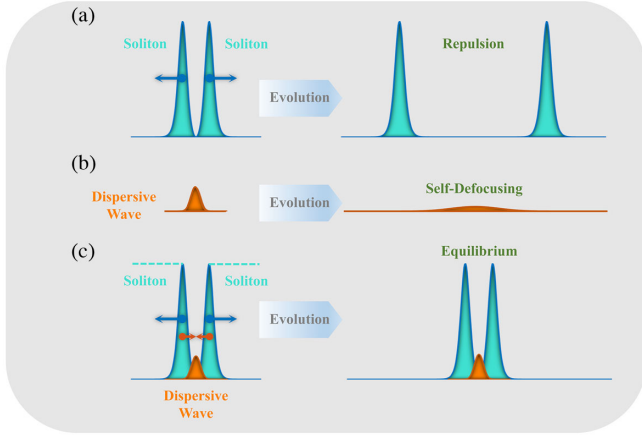 (a)
Soliton Soliton
Repulsion
Evolution
(b)
Dispersive
Wave
Evolution
Self-Defocusing
(c)
Equilibrium
Soliton Soliton
Evolution
Dispersive
Wave